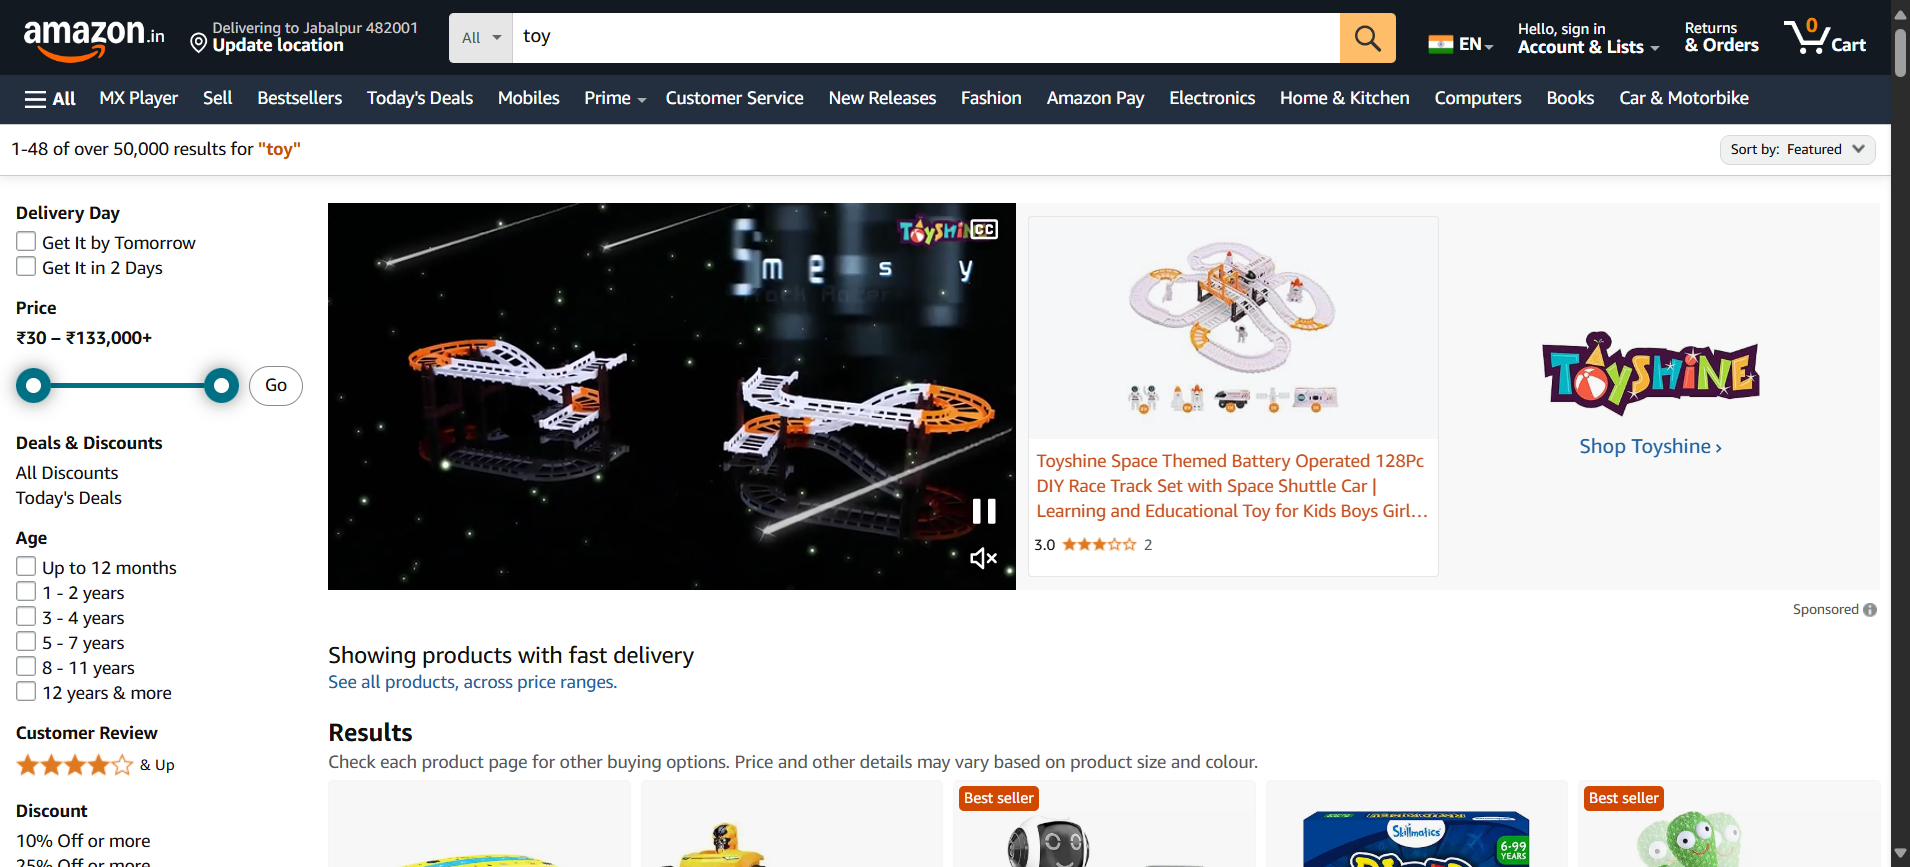 amazon.in
Delivering to Jabalpur 482001
Update location
All
toy
EN
Hello, sign in
Account & Lists
Returns
& Orders
0
Cart
All
MX Player
Sell
Bestsellers
Today's Deals
Mobiles
Prime
Customer Service
New Releases
Fashion
Amazon Pay
Electronics
Home & Kitchen
Computers
Books
Car & Motorbike
1-48 of over 50,000 results for "toy"
Sort by: Featured
Delivery Day
Get It by Tomorrow
Get It in 2 Days
Price
₹30 – ₹133,000+
Go
Deals & Discounts
All Discounts
Today's Deals
Age
Up to 12 months
1 - 2 years
3 - 4 years
5 - 7 years
8 - 11 years
12 years & more
Customer Review
& Up
Discount
10% Off or more
25% Off or more
CC
TOYSHINE
Toyshine Space Themed Battery Operated 128Pc
DIY Race Track Set with Space Shuttle Car |
Learning and Educational Toy for Kids Boys Girl…
3.0
2
Shop Toyshine ›
Sponsored
Showing products with fast delivery
See all products, across price ranges.
Results
Check each product page for other buying options. Price and other details may vary based on product size and colour.
Best seller
Skillmatics
6-99
YEARS
Best seller